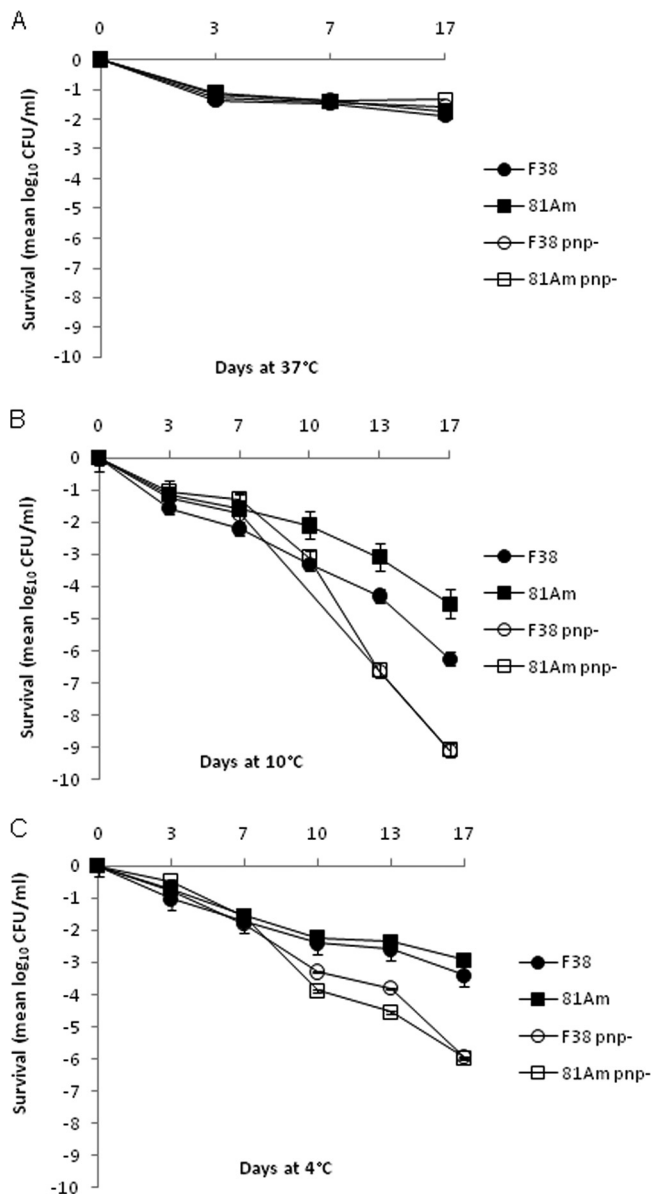 A
0 3 7 17
0
-1
-2
-3
-4
-5
-6
-7
-8
-9
-10
Survival (mean log10 CFU/ml)
Days at 37°C
F38
81Am
F38 pnp-
81Am pnp-
B
0 3 7 10 13 17
0
-1
-2
-3
-4
-5
-6
-7
-8
-9
-10
Survival (mean log10 CFU/ml)
Days at 10°C
F38
81Am
F38 pnp-
81Am pnp-
C
0 3 7 10 13 17
0
-1
-2
-3
-4
-5
-6
-7
-8
-9
-10
Survival (mean log10 CFU/ml)
Days at 4°C
F38
81Am
F38 pnp-
81Am pnp-